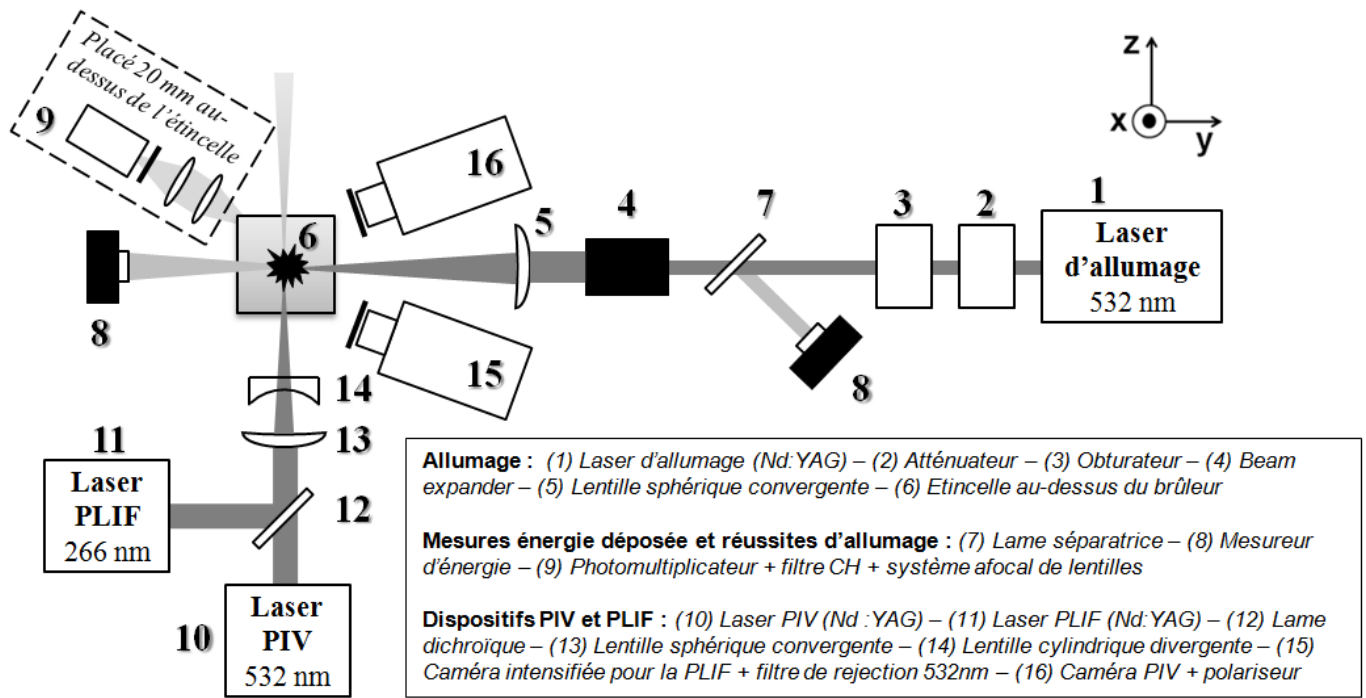 Placé 20 mm au-
dessus de l'étincelle
9
16
5
4
7
3
2
1
Laser
d'allumage
532 nm
z
x
y
6
8
15
8
14
13
11
Laser
PLIF
266 nm
12
10
Laser
PIV
532 nm
Allumage : (1) Laser d'allumage (Nd:YAG) – (2) Atténuateur – (3) Obturateur – (4) Beam
expander – (5) Lentille sphérique convergente – (6) Etincelle au-dessus du brûleur
Mesures énergie déposée et réussites d'allumage : (7) Lame séparatrice – (8) Mesureur
d'énergie – (9) Photomultiplicateur + filtre CH + système afocal de lentilles
Dispositifs PIV et PLIF : (10) Laser PIV (Nd :YAG) – (11) Laser PLIF (Nd:YAG) – (12) Lame
dichroïque – (13) Lentille sphérique convergente – (14) Lentille cylindrique divergente – (15)
Caméra intensifiée pour la PLIF + filtre de rejection 532nm – (16) Caméra PIV + polariseur